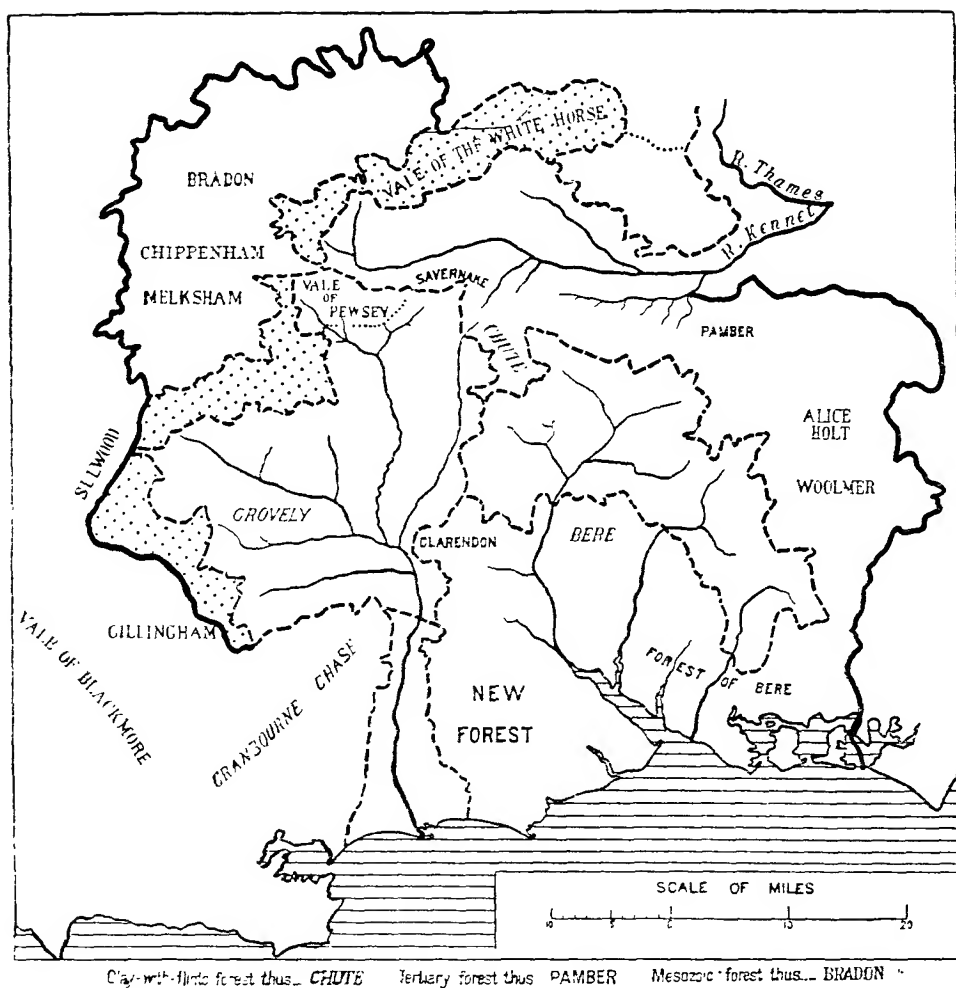 BRADON
VALE OF THE WHITE HORSE
R. Thames
R. Kennet
CHIPPENHAM
SAVERNAKE
MELKSHAM
VALE
OF
PEWSEY
CHUTE
PAMBER
ALICE
HOLT
SELWOOD
WOOLMER
GROVELY
CLARENDON
BERE
GILLINGHAM
VALE OF BLACKMORE
CRANBOURNE CHASE
NEW
FOREST
FOREST OF BERE
SCALE OF MILES
10 5 0 10 20
Clay-with-flints forest thus... CHUTE Tertiary forest thus PAMBER Mesozoic forest thus... BRADON